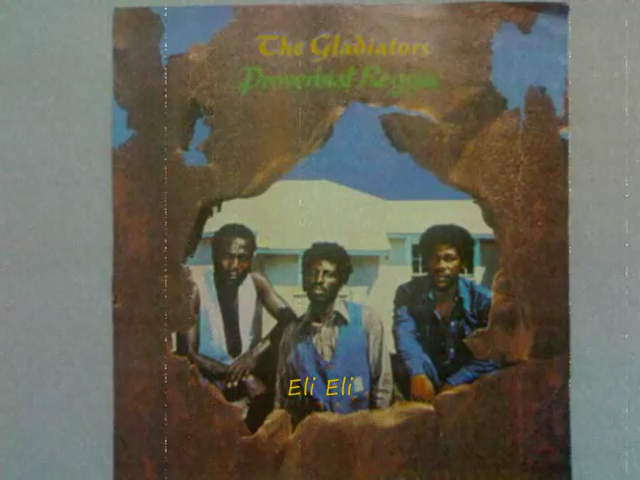 The Gladiators
Proverbial Reggae
Eli Eli